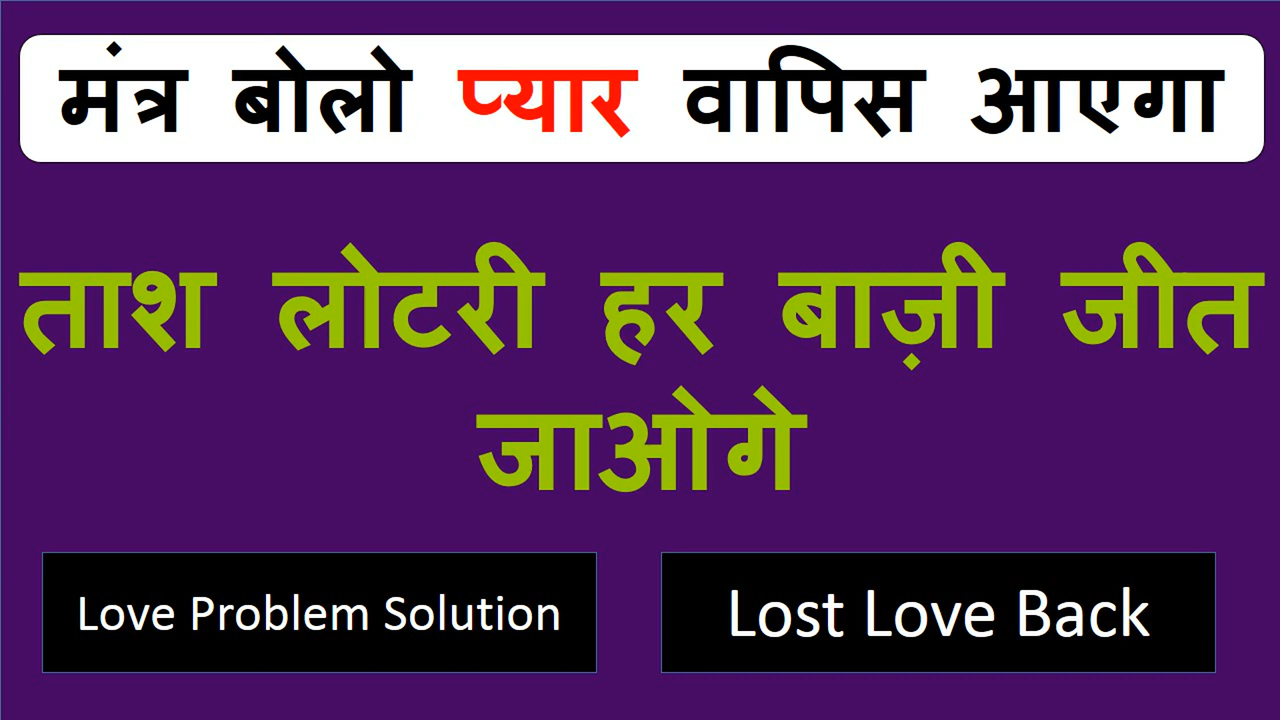 मंत्र बोलो प्यार वापिस आएगा
ताश लोटरी हर बाज़ी जीत
जाओगे
Love Problem Solution
Lost Love Back